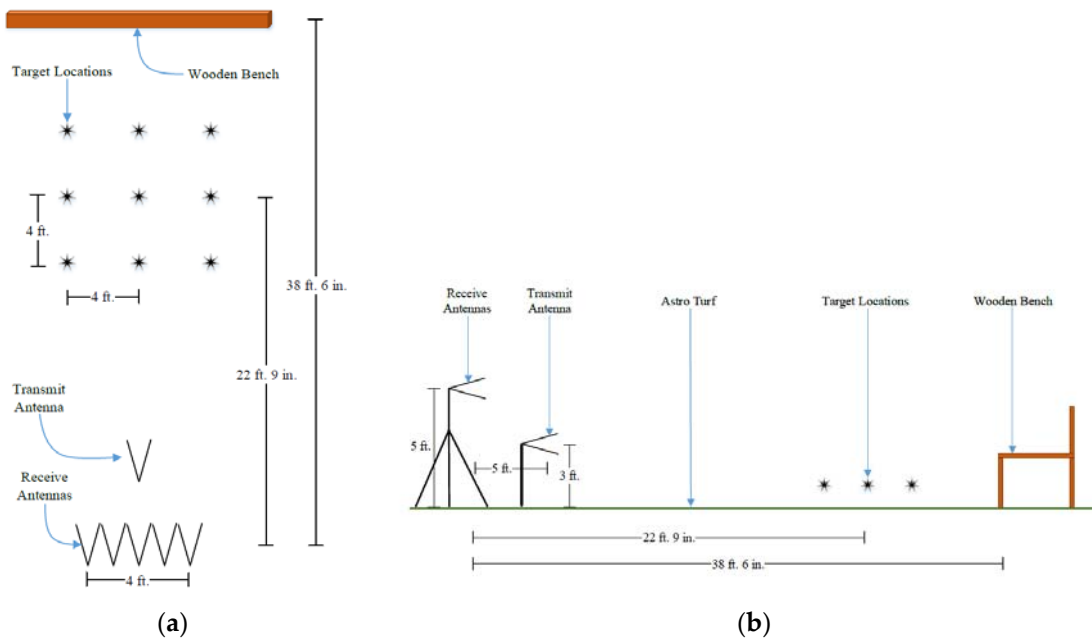 Target Locations
Wooden Bench
4 ft.
4 ft.
38 ft. 6 in.
22 ft. 9 in.
Transmit
Antenna
Receive
Antennas
4 ft.
(a)
Receive
Antennas
Transmit
Antenna
Astro Turf
Target Locations
Wooden Bench
5 ft.
5 ft.
3 ft.
22 ft. 9 in.
38 ft. 6 in.
(b)